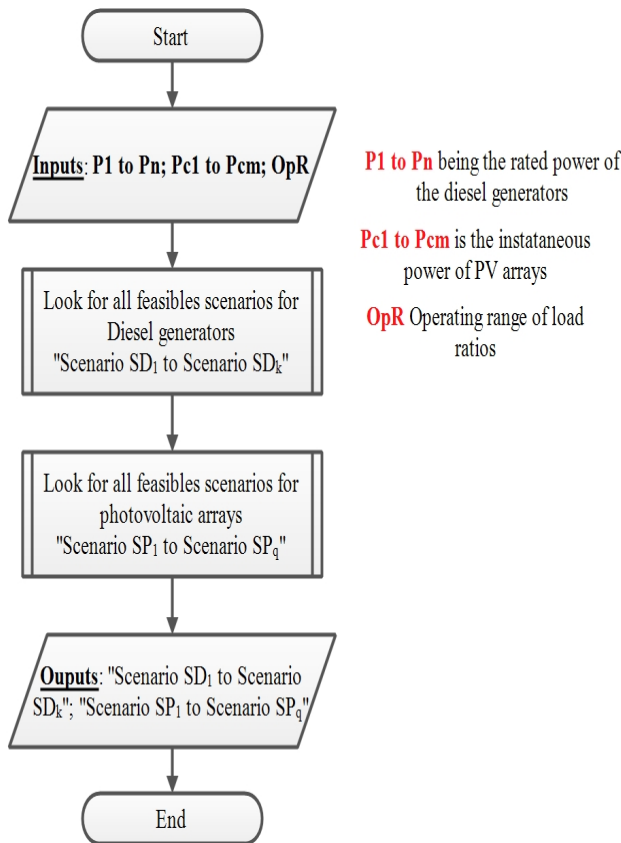 Start
Inputs: P1 to Pn; Pc1 to Pcm; OpR
P1 to Pn being the rated power of
the diesel generators
Pc1 to Pcm is the instataneous
power of PV arrays
OpR Operating range of load
ratios
Look for all feasibles scenarios for
Diesel generators
"Scenario SD₁ to Scenario SDₖ"
Look for all feasibles scenarios for
photovoltaic arrays
"Scenario SP₁ to Scenario SPq"
Ouputs: "Scenario SD₁ to Scenario
SDₖ"; "Scenario SP₁ to Scenario SPq"
End